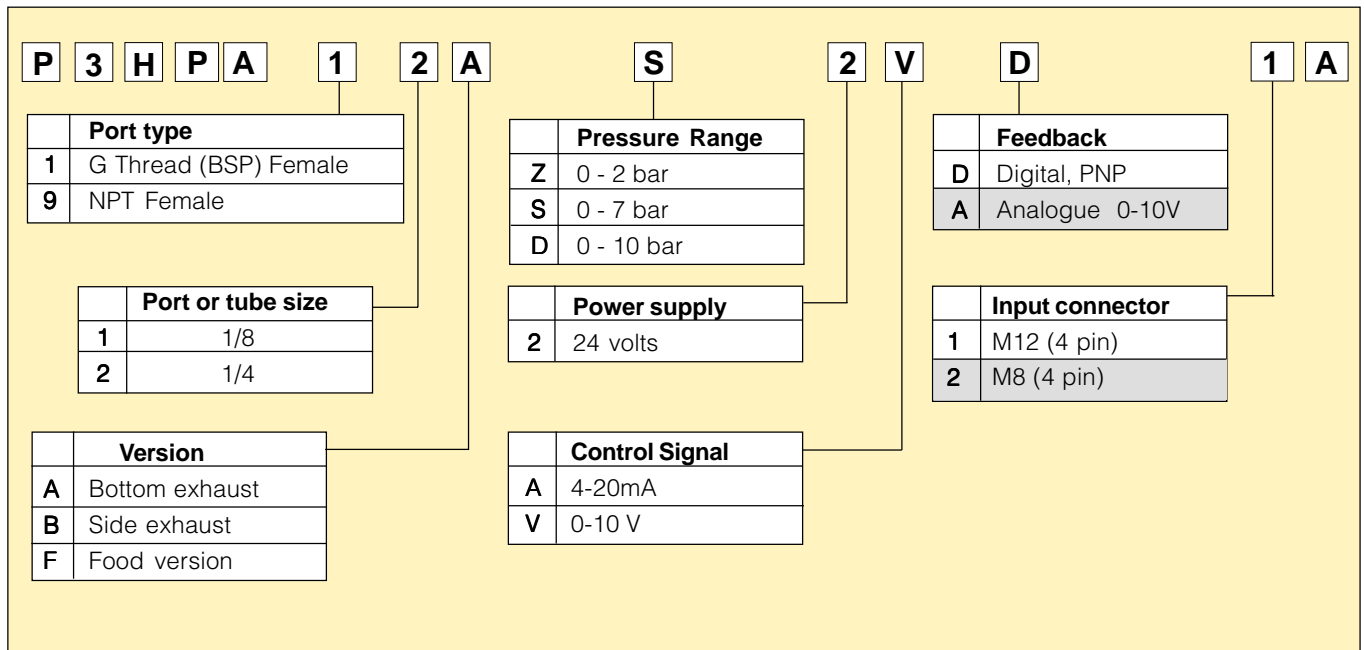 P 3 H P A 1 2 A S 2 V D 1 A
Port type
1 G Thread (BSP) Female
9 NPT Female
Port or tube size
1 1/8
2 1/4
Version
A Bottom exhaust
B Side exhaust
F Food version
Pressure Range
Z 0 - 2 bar
S 0 - 7 bar
D 0 - 10 bar
Power supply
2 24 volts
Control Signal
A 4-20mA
V 0-10 V
Feedback
D Digital, PNP
A Analogue 0-10V
Input connector
1 M12 (4 pin)
2 M8 (4 pin)